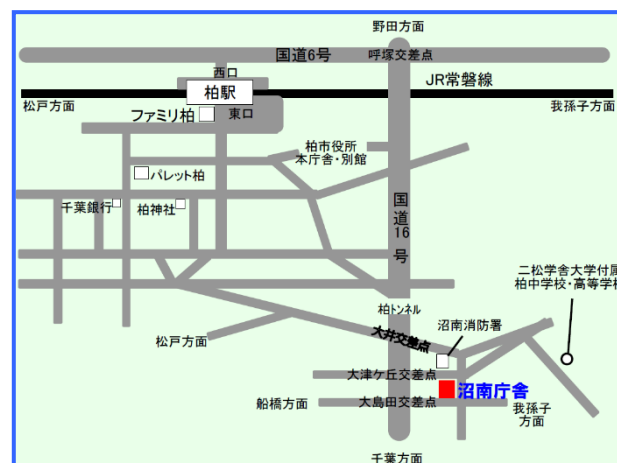 野田方面
国道6号
呼塚交差点
西口
JR常磐線
柏駅
松戸方面
我孫子方面
ファミリ柏
東口
柏市役所
本庁舎・別館
パレット柏
千葉銀行
柏神社
国道16号
二松学舎大学付属
柏中学校・高等学校
柏トンネル
沼南消防署
大井交差点
松戸方面
大津ケ丘交差点
沼南庁舎
船橋方面
大島田交差点
我孫子
方面
千葉方面